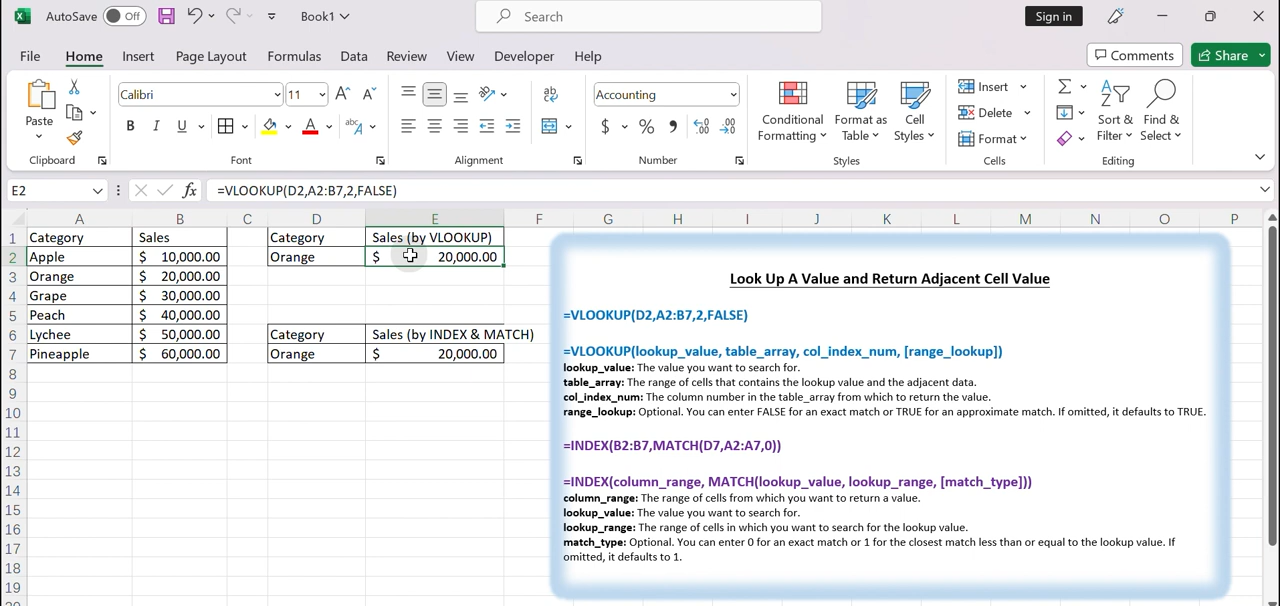 AutoSave Off Book1 Search Sign in
File Home Insert Page Layout Formulas Data Review View Developer Help Comments Share
Paste Calibri 11 Accounting Conditional Formatting Format as Table Cell Styles Insert Delete Format Sort & Filter Find & Select
Clipboard Font Alignment Number Styles Cells Editing
E2 fx =VLOOKUP(D2,A2:B7,2,FALSE)
A B C D E F G H I J K L M N O P
1 Category Sales Category Sales (by VLOOKUP)
2 Apple $ 10,000.00 Orange $ 20,000.00
3 Orange $ 20,000.00
4 Grape $ 30,000.00
5 Peach $ 40,000.00
6 Lychee $ 50,000.00 Category Sales (by INDEX & MATCH)
7 Pineapple $ 60,000.00 Orange $ 20,000.00
8
9
10
11
12
13
14
15
16
17
18
19
Look Up A Value and Return Adjacent Cell Value
=VLOOKUP(D2,A2:B7,2,FALSE)
=VLOOKUP(lookup_value, table_array, col_index_num, [range_lookup])
lookup_value: The value you want to search for.
table_array: The range of cells that contains the lookup value and the adjacent data.
col_index_num: The column number in the table_array from which to return the value.
range_lookup: Optional. You can enter FALSE for an exact match or TRUE for an approximate match. If omitted, it defaults to TRUE.
=INDEX(B2:B7,MATCH(D7,A2:A7,0))
=INDEX(column_range, MATCH(lookup_value, lookup_range, [match_type]))
column_range: The range of cells from which you want to return a value.
lookup_value: The value you want to search for.
lookup_range: The range of cells in which you want to search for the lookup value.
match_type: Optional. You can enter 0 for an exact match or 1 for the closest match less than or equal to the lookup value. If
omitted, it defaults to 1.